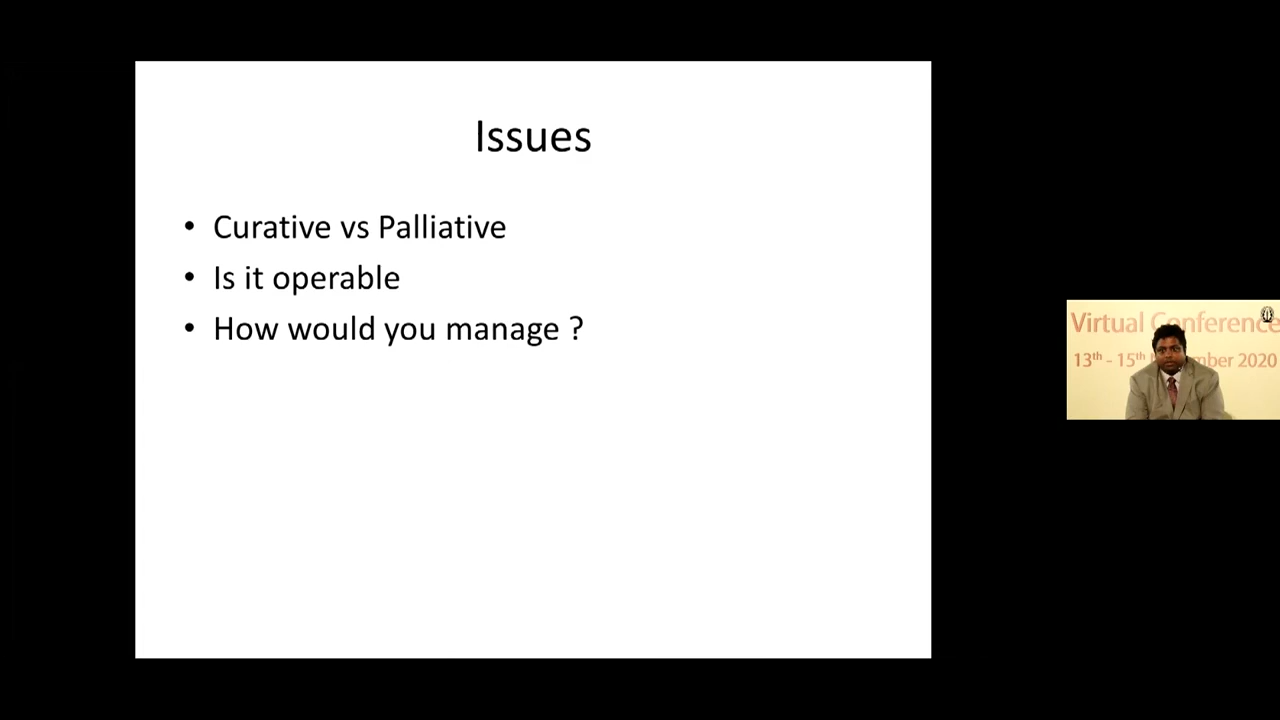 Issues
• Curative vs Palliative
• Is it operable
• How would you manage ?
Virtual Conference
13th - 15th 2020